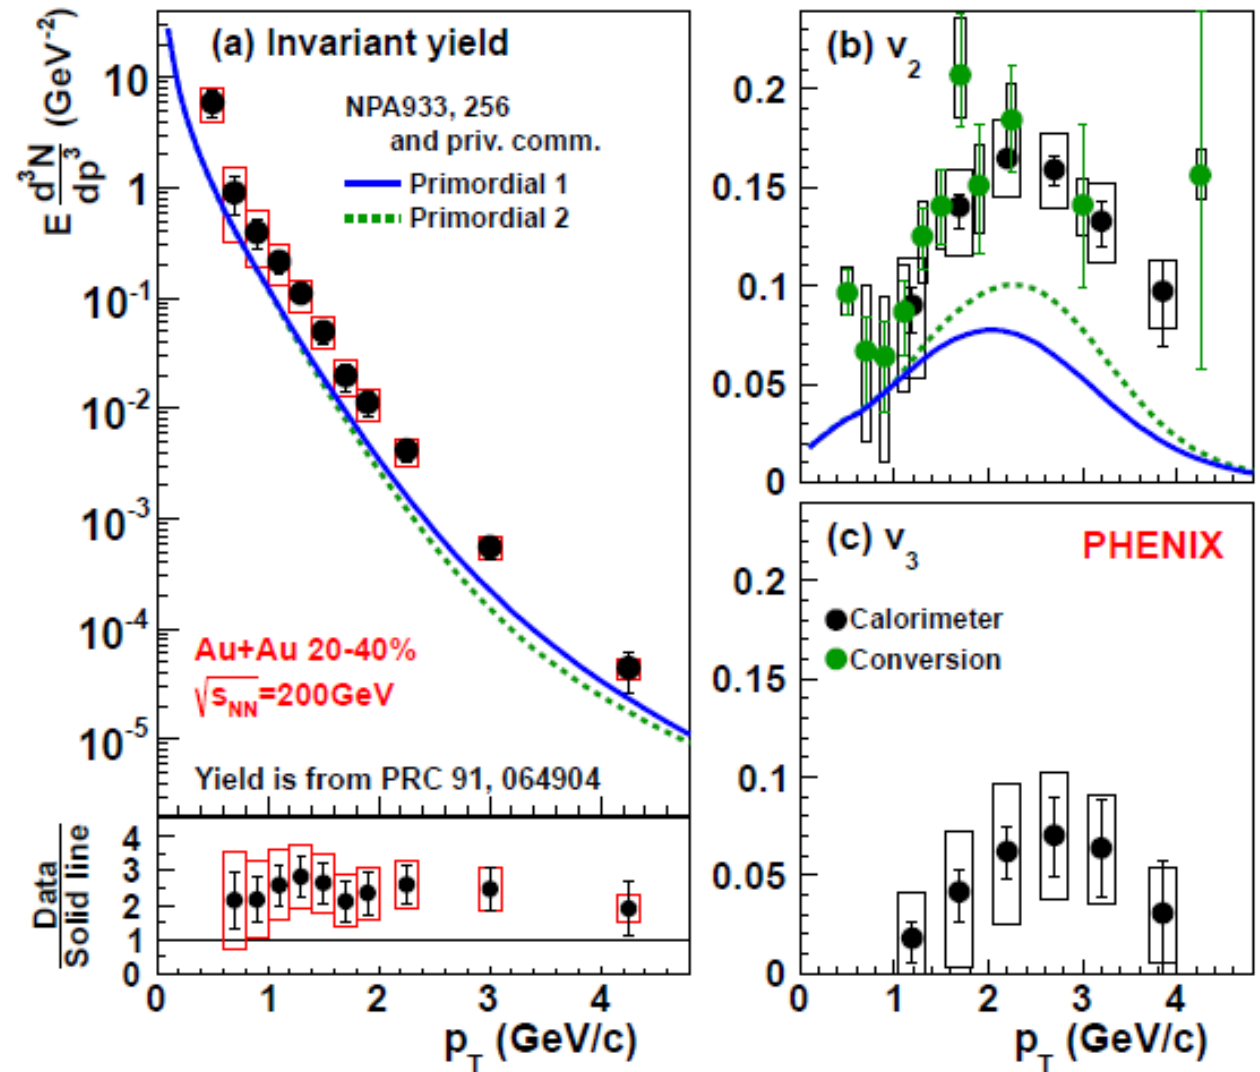 (a) Invariant yield
NPA933, 256
and priv. comm.
Primordial 1
Primordial 2
E d³N/dp³ (GeV⁻²)
10
1
10⁻¹
10⁻²
10⁻³
10⁻⁴
10⁻⁵
Au+Au 20-40%
√s_NN=200GeV
Yield is from PRC 91, 064904
Data
Solid line
4
3
2
1
0
0 1 2 3 4
p_T (GeV/c)
(b) v₂
0.2
0.15
0.1
0.05
0
(c) v₃
PHENIX
Calorimeter
Conversion
0.2
0.15
0.1
0.05
0
0 1 2 3 4
p_T (GeV/c)